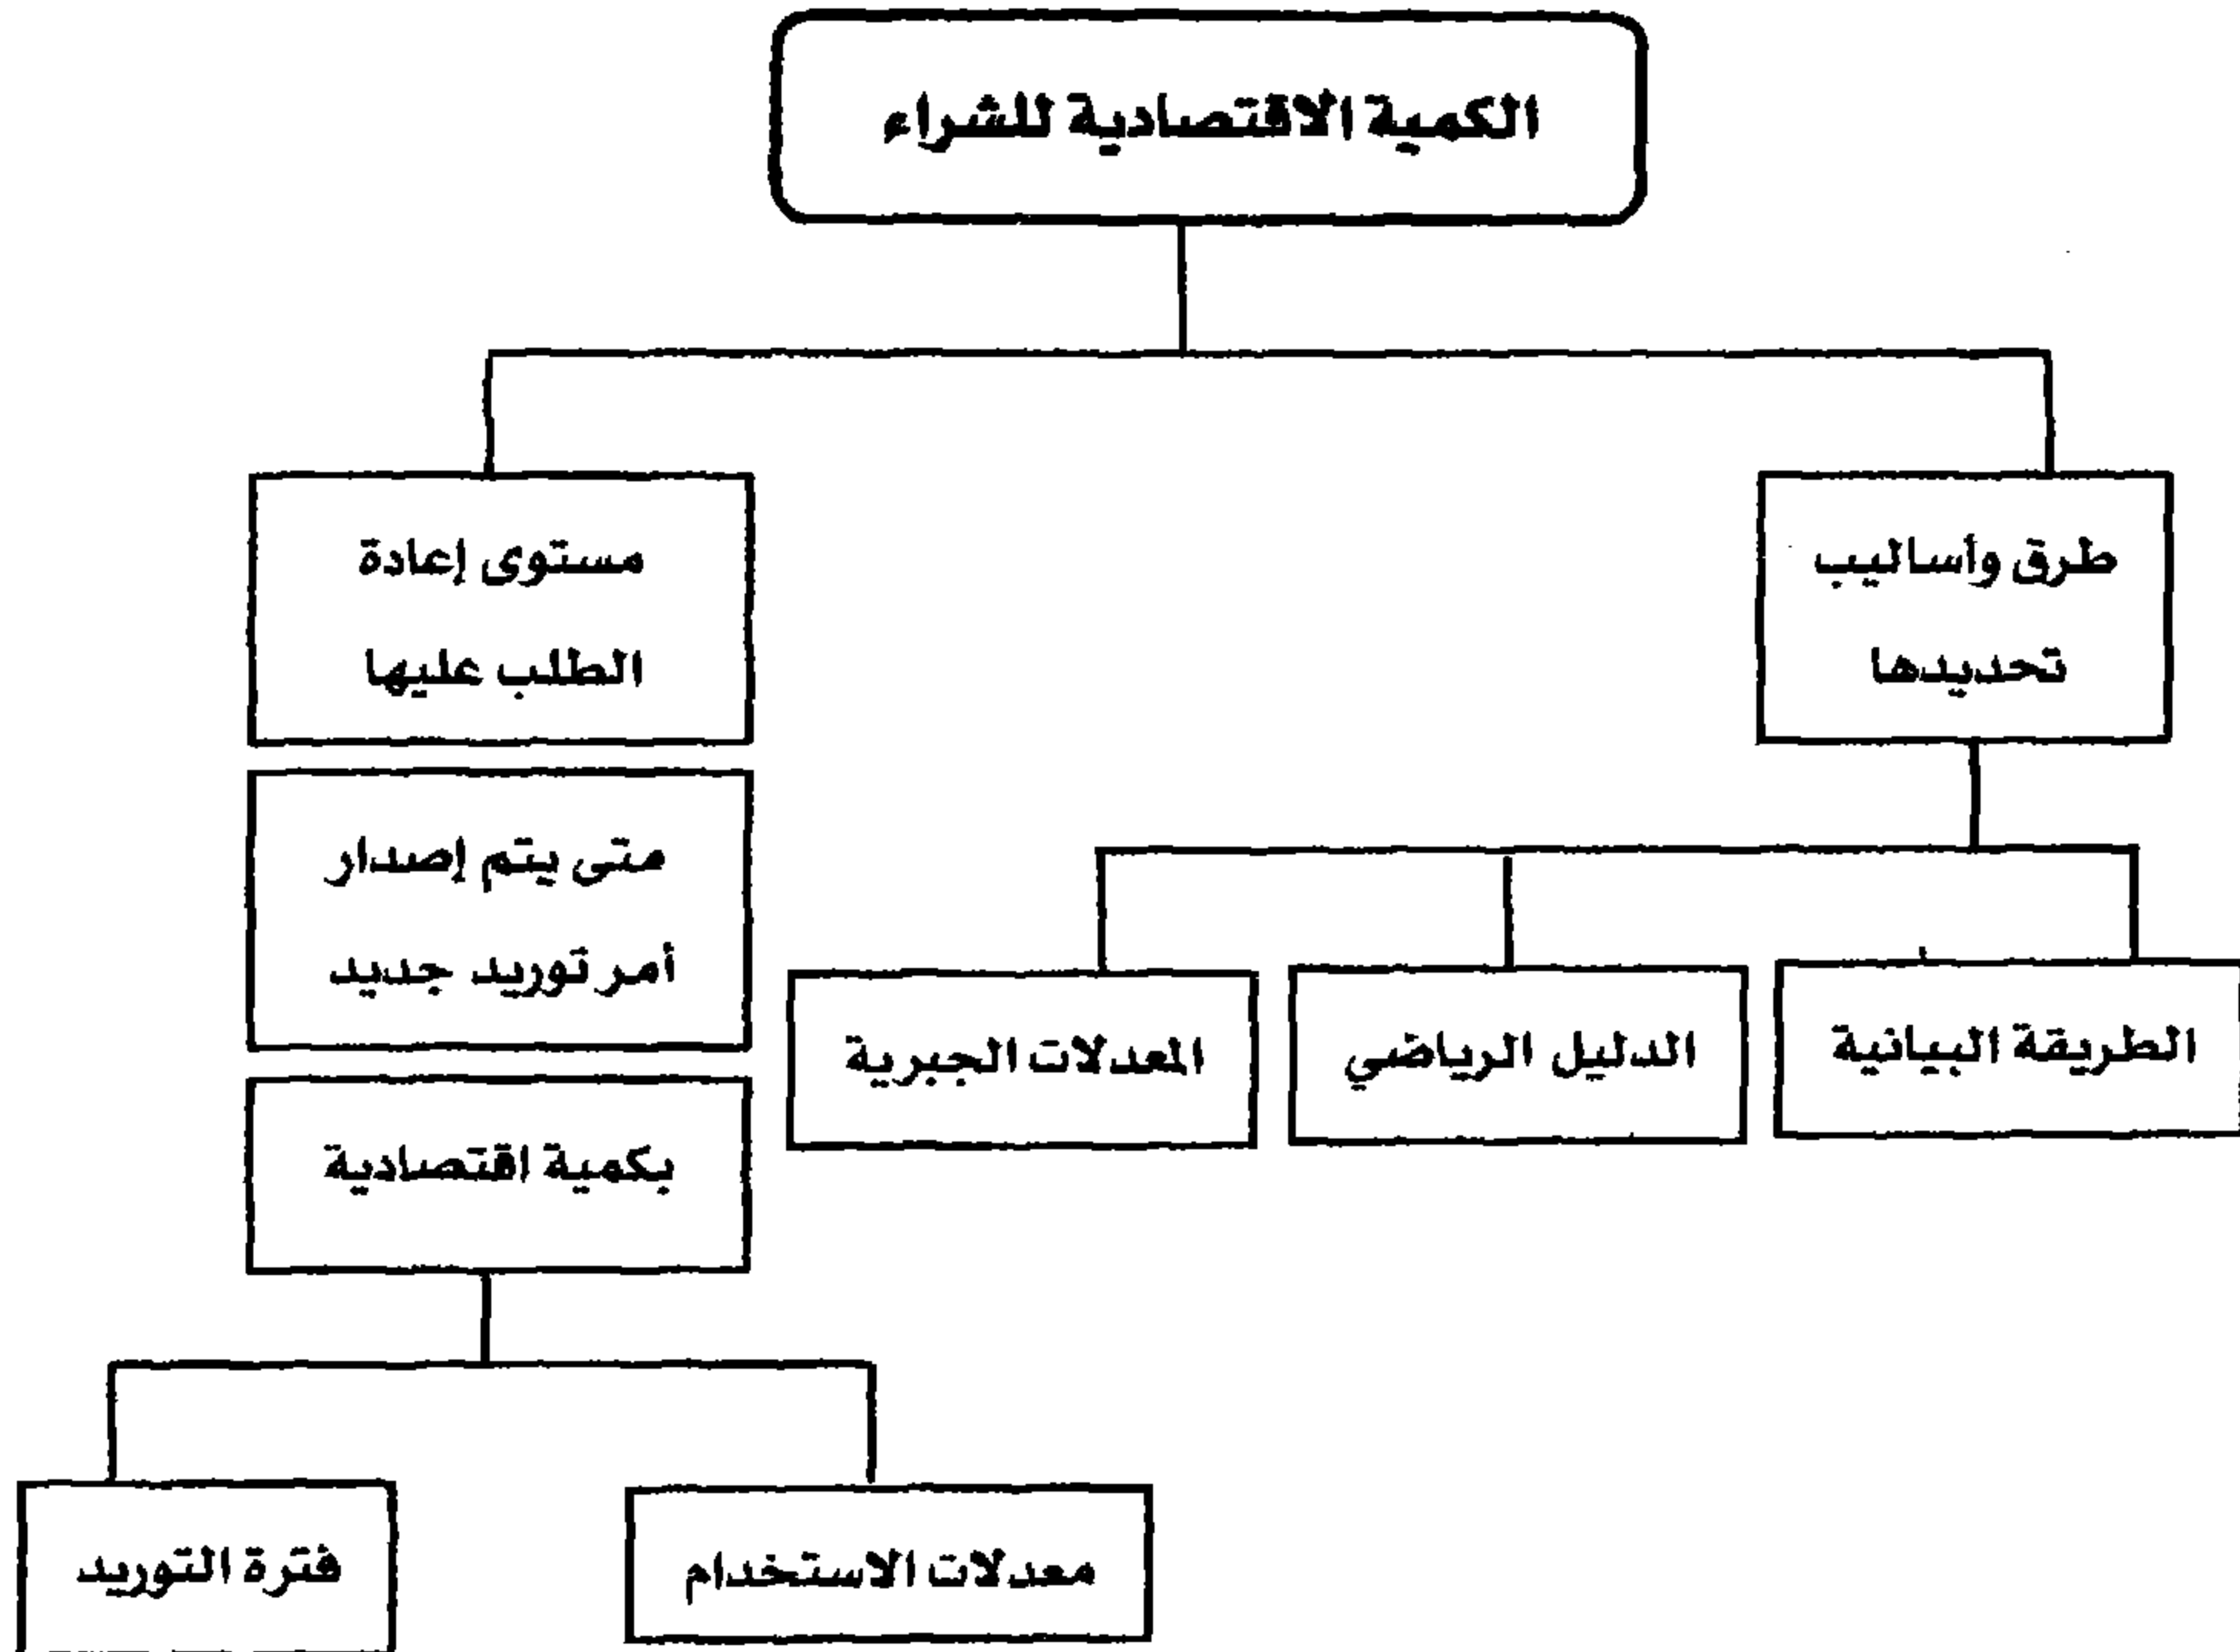 الكمية الاقتصادية للشراء
طرق وأساليب
تحديدها
مستوى إعادة
الطلب عليها
متى يتم إصدار
أمر توريد جديد
الطريقة البيانية
الدليل الرياضي
المعدلات الجبرية
بكمية اقتصادية
معدلات الاستخدام
فترة التوريد